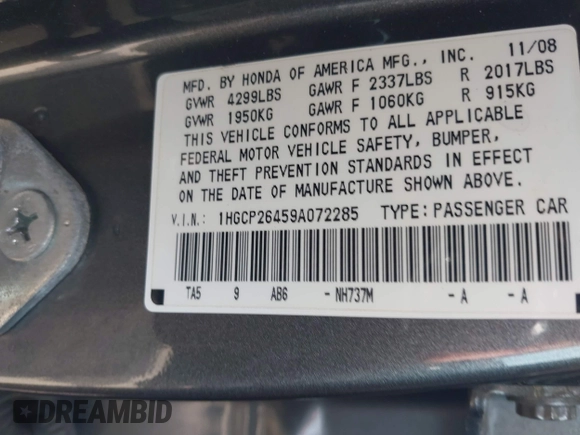 MFD. BY HONDA OF AMERICA MFG., INC. 11/08
GVWR 4299LBS GAWR F 2337LBS R 2017LBS
GVWR 1950KG GAWR F 1060KG R 915KG
THIS VEHICLE CONFORMS TO ALL APPLICABLE
FEDERAL MOTOR VEHICLE SAFETY, BUMPER,
AND THEFT PREVENTION STANDARDS IN EFFECT
ON THE DATE OF MANUFACTURE SHOWN ABOVE.
V.I.N.: 1HGCP26459A072285 TYPE: PASSENGER CAR
TA5 9 AB6 - NH737M - A - A
DREAMBID